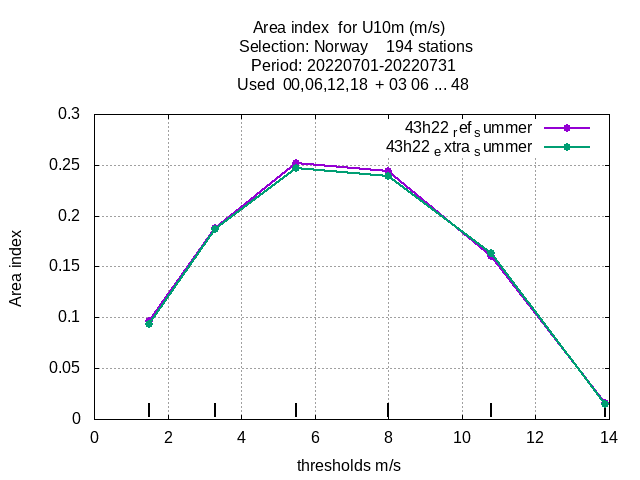 Area index  for U10m (m/s)
Selection: Norway    194 stations
Period: 20220701-20220731
Used  00,06,12,18  + 03 06 ... 48
43h22 ref summer
43h22 extra summer
0.3
0.25
0.2
0.15
0.1
0.05
0
Area index
0 2 4 6 8 10 12 14
thresholds m/s